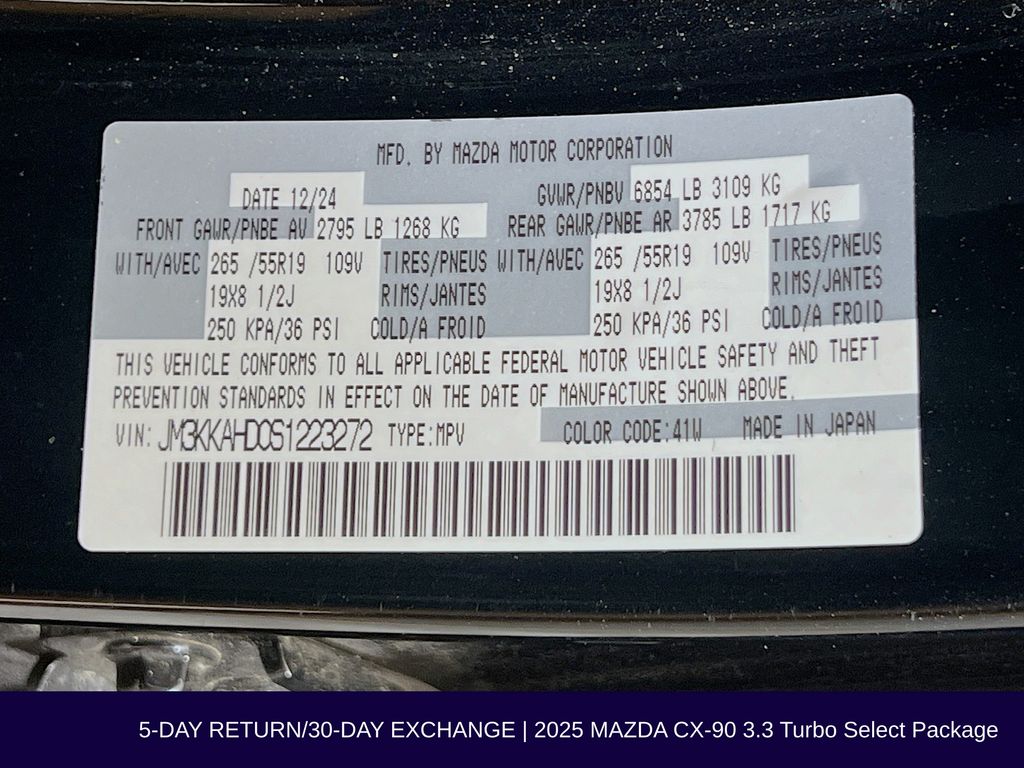 MFD. BY MAZDA MOTOR CORPORATION
DATE 12/24 GVWR/PNBV 6854 LB 3109 KG
FRONT GAWR/PNBE AV 2795 LB 1268 KG REAR GAWR/PNBE AR 3785 LB 1717 KG
WITH/AVEC 265 /55R19 109V TIRES/PNEUS WITH/AVEC 265 /55R19 109V TIRES/PNEUS
19X8 1/2J RIMS/JANTES 19X8 1/2J RIMS/JANTES
250 KPA/36 PSI COLD/A FROID 250 KPA/36 PSI COLD/A FROID
THIS VEHICLE CONFORMS TO ALL APPLICABLE FEDERAL MOTOR VEHICLE SAFETY AND THEFT
PREVENTION STANDARDS IN EFFECT ON THE DATE OF MANUFACTURE SHOWN ABOVE.
VIN: JM3KKAHD0S1223272 TYPE:MPV COLOR CODE:41W MADE IN JAPAN
5-DAY RETURN/30-DAY EXCHANGE | 2025 MAZDA CX-90 3.3 Turbo Select Package